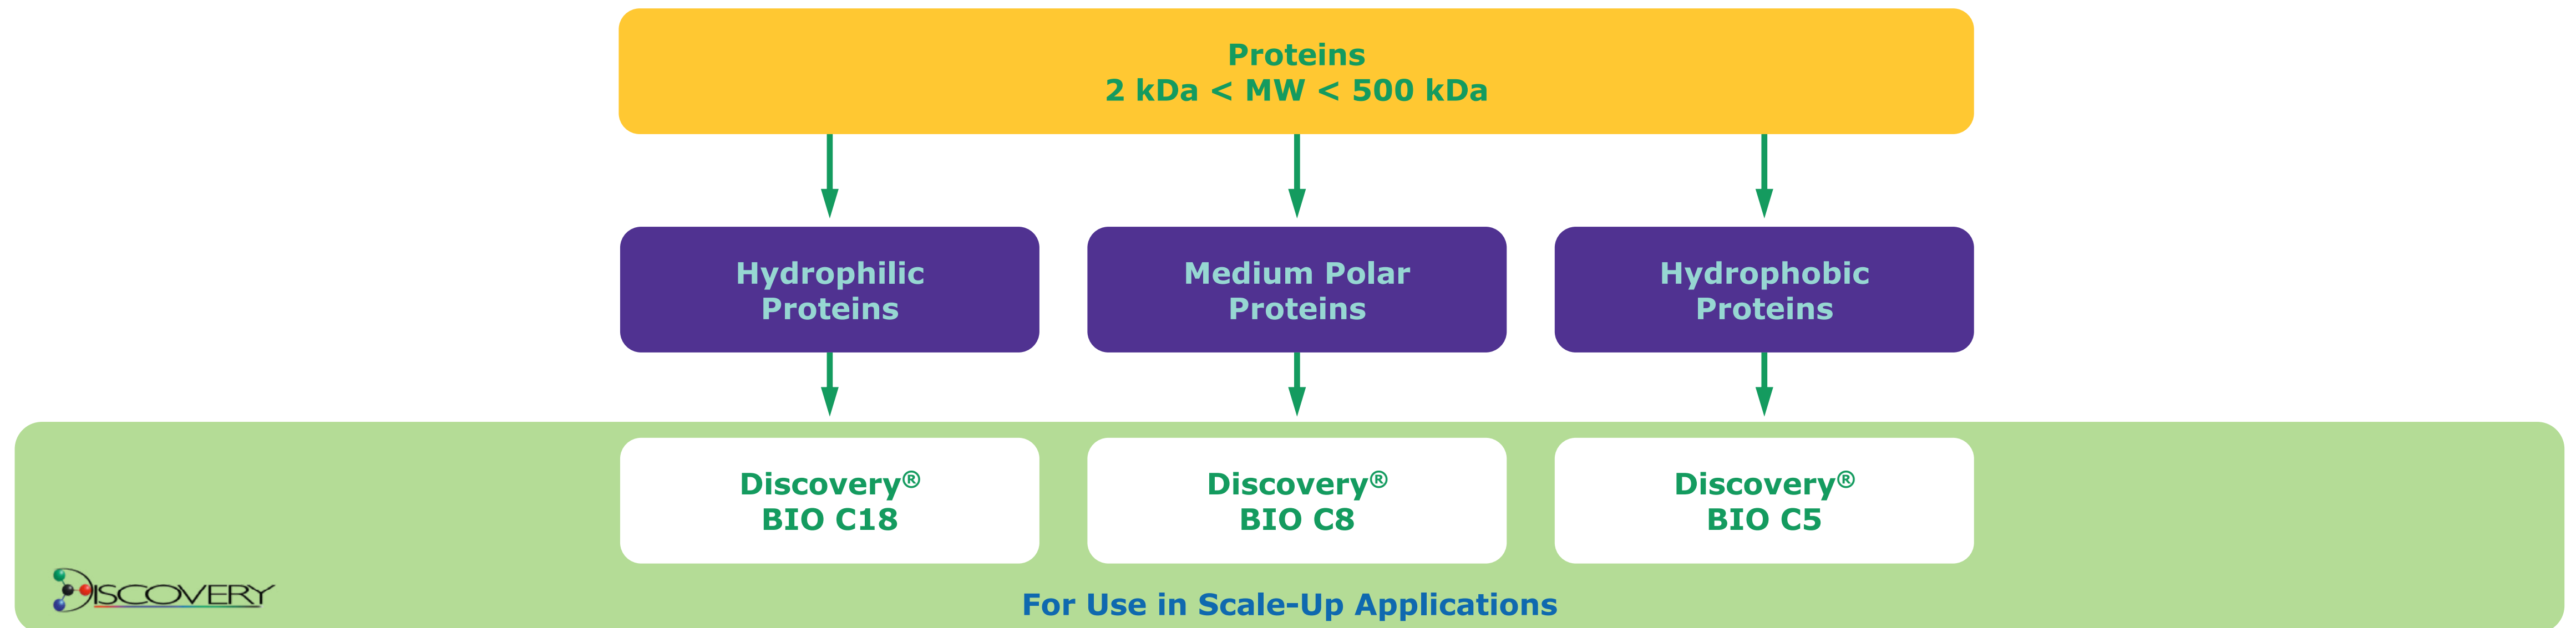 Proteins
2 kDa < MW < 500 kDa
Hydrophilic
Proteins
Medium Polar
Proteins
Hydrophobic
Proteins
Discovery®
BIO C18
Discovery®
BIO C8
Discovery®
BIO C5
DISCOVERY
For Use in Scale-Up Applications